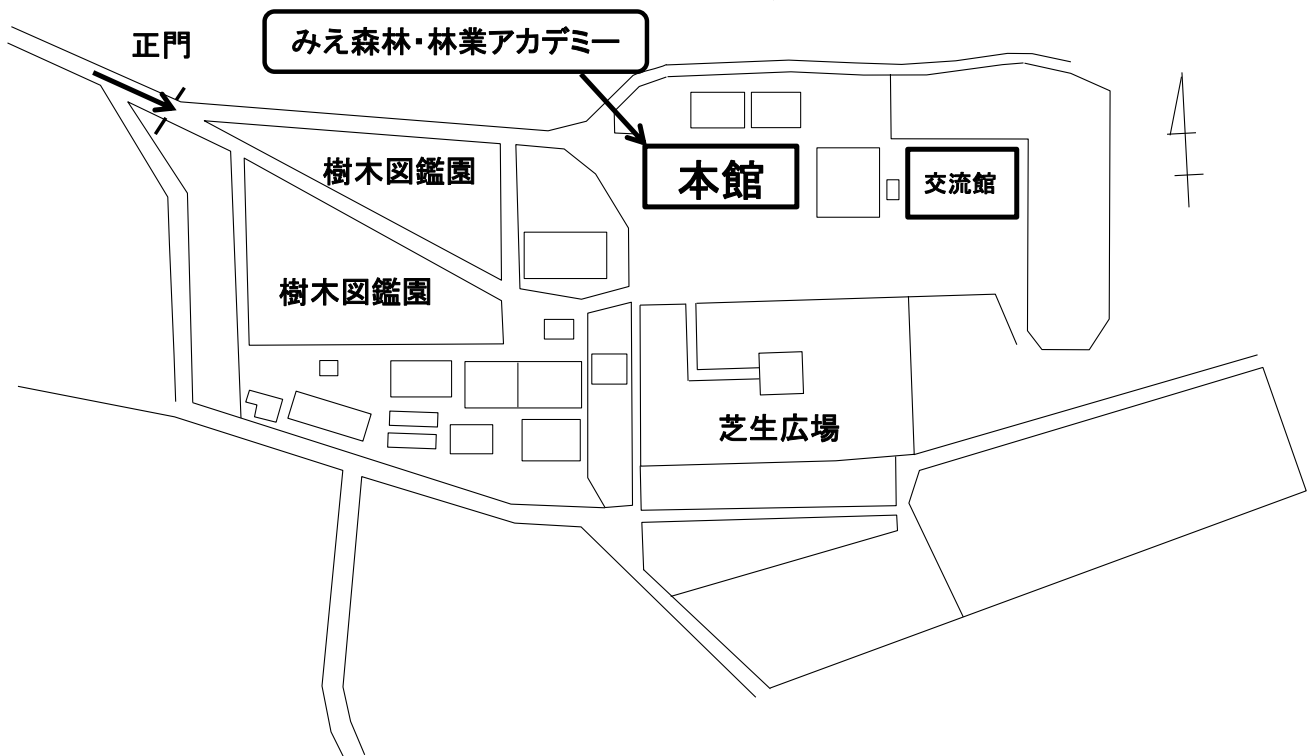 正門
みえ森林・林業アカデミー
樹木図鑑園
本館
交流館
樹木図鑑園
芝生広場